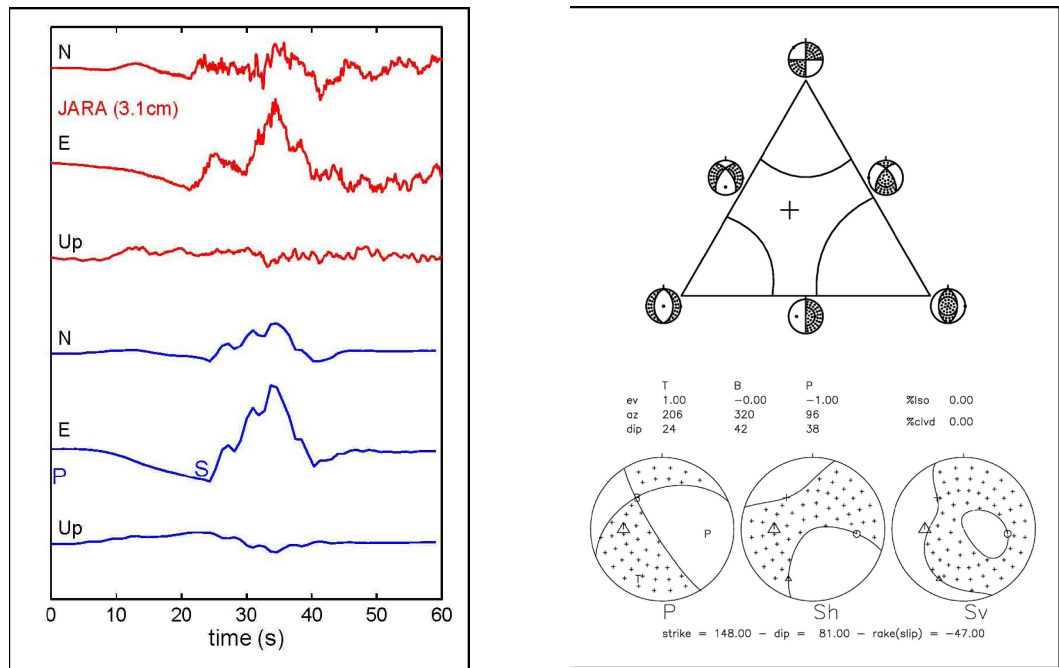 N
JARA (3.1cm)
E
Up
N
E
P S
Up
0 10 20 30 40 50 60
time (s)
T B P
ev 1.00 −0.00 −1.00 %Iso 0.00
az 206 320 96
%clvd 0.00
dip 24 42 38
B
P
T
P Sh Sv
strike = 148.00 − dip = 81.00 − rake(slip) = −47.00